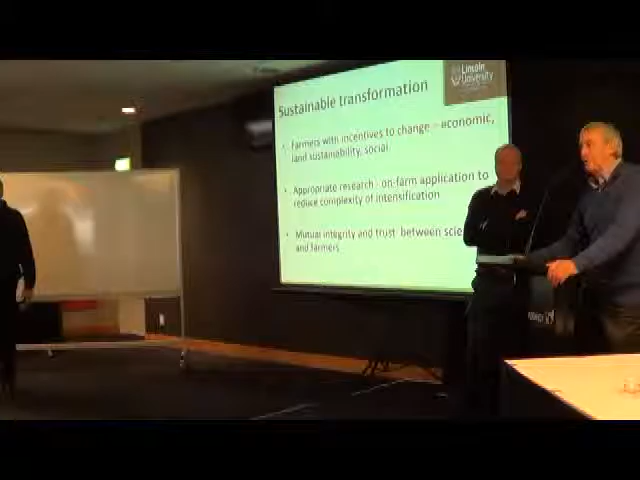 Lincoln
University
Sustainable transformation
• Farmers with incentives to change – economic,
land sustainability, social
• Appropriate research - on-farm application to
reduce complexity of intensification
• Mutual integrity and trust between scie
and farmers